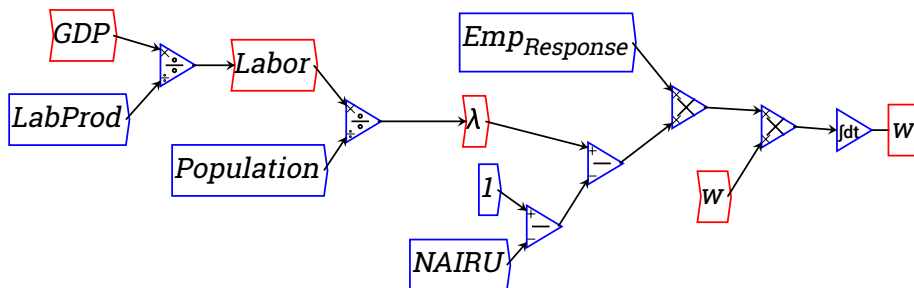 GDP
LabProd
×
÷
÷
Labor
Population
×
÷
÷
Emp_Response
λ
1
NAIRU
+
−
−
+
−
−
×
×
×
w
×
×
×
∫dt
w